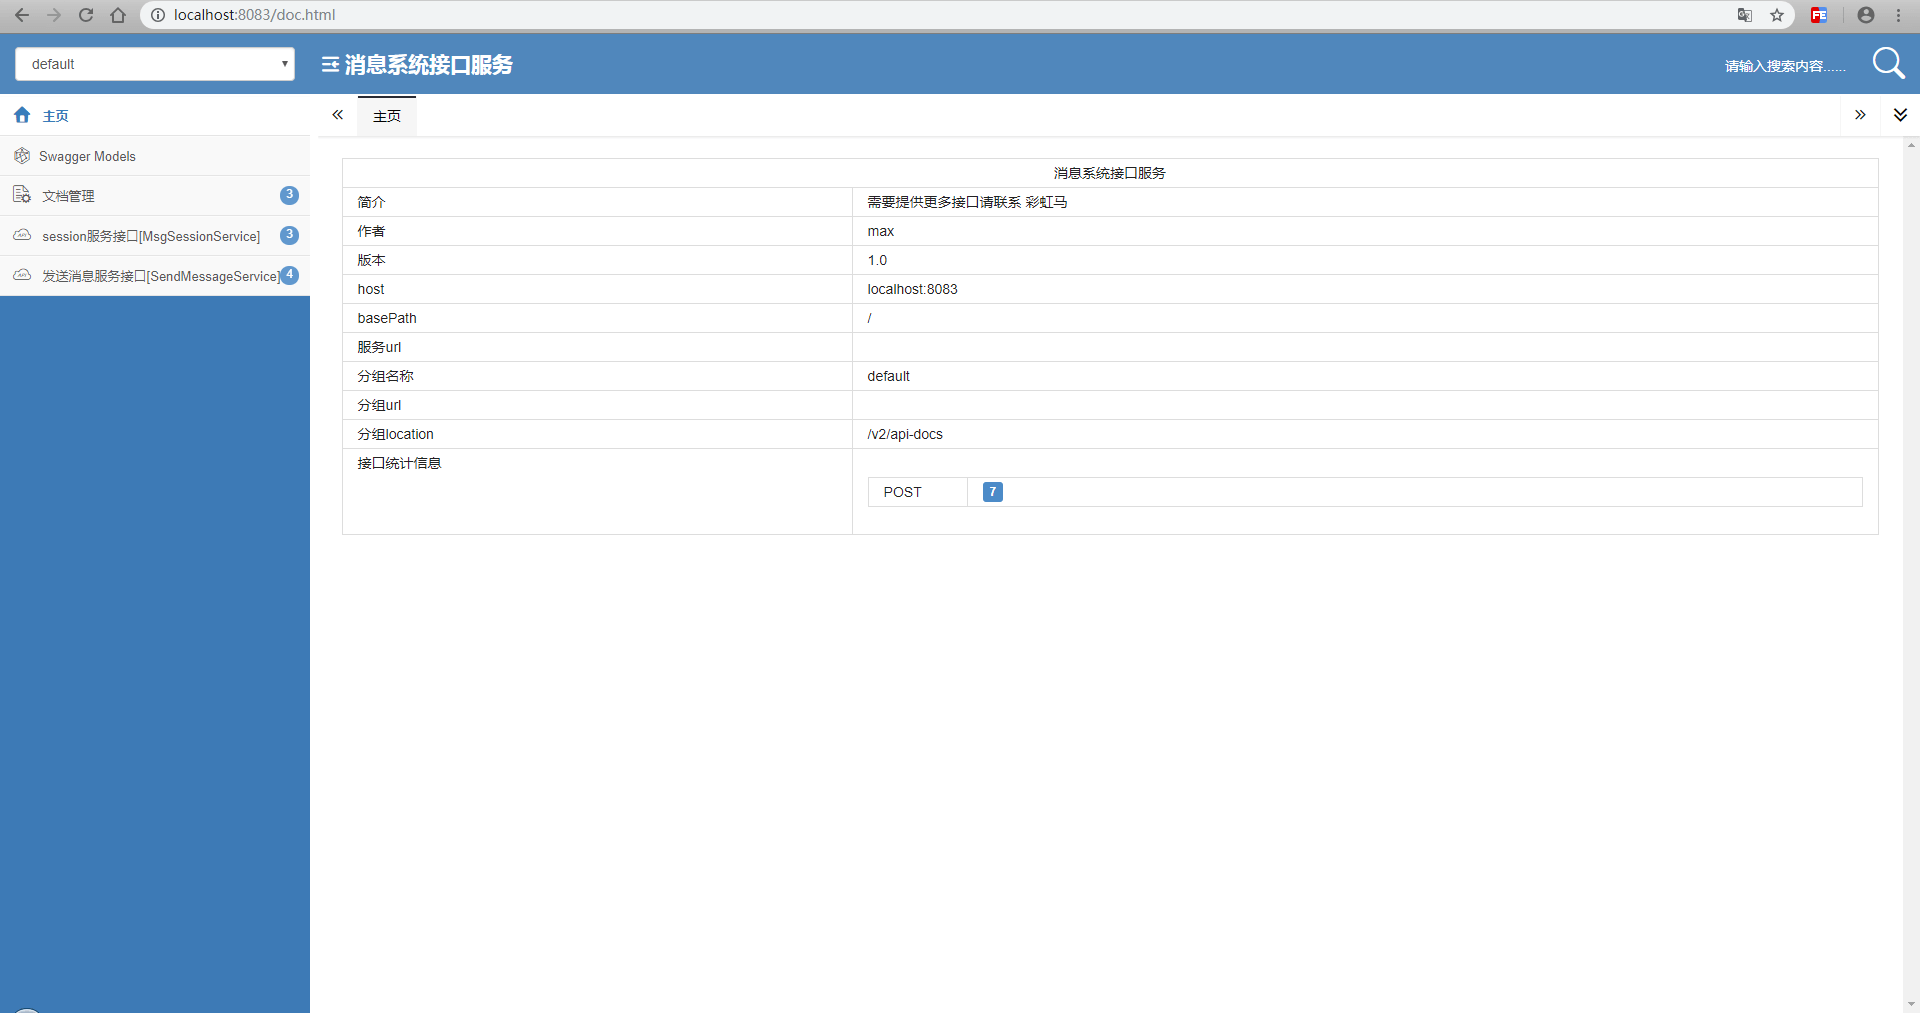 localhost:8083/doc.html
default
消息系统接口服务
请输入搜索内容......
主页
Swagger Models
文档管理 3
session服务接口[MsgSessionService] 3
发送消息服务接口[SendMessageService] 4
主页
消息系统接口服务
简介 需要提供更多接口请联系 彩虹马
作者 max
版本 1.0
host localhost:8083
basePath /
服务url
分组名称 default
分组url
分组location /v2/api-docs
接口统计信息
POST 7